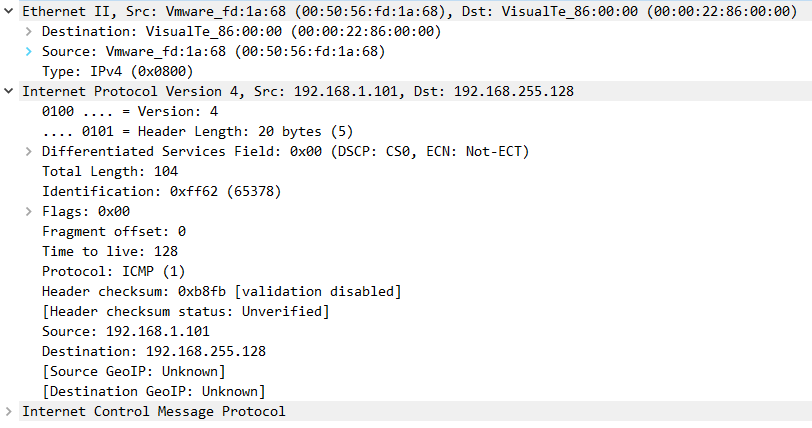 Ethernet II, Src: Vmware_fd:1a:68 (00:50:56:fd:1a:68), Dst: VisualTe_86:00:00 (00:00:22:86:00:00)
Destination: VisualTe_86:00:00 (00:00:22:86:00:00)
Source: Vmware_fd:1a:68 (00:50:56:fd:1a:68)
Type: IPv4 (0x0800)
Internet Protocol Version 4, Src: 192.168.1.101, Dst: 192.168.255.128
0100 .... = Version: 4
.... 0101 = Header Length: 20 bytes (5)
Differentiated Services Field: 0x00 (DSCP: CS0, ECN: Not-ECT)
Total Length: 104
Identification: 0xff62 (65378)
Flags: 0x00
Fragment offset: 0
Time to live: 128
Protocol: ICMP (1)
Header checksum: 0xb8fb [validation disabled]
[Header checksum status: Unverified]
Source: 192.168.1.101
Destination: 192.168.255.128
[Source GeoIP: Unknown]
[Destination GeoIP: Unknown]
Internet Control Message Protocol